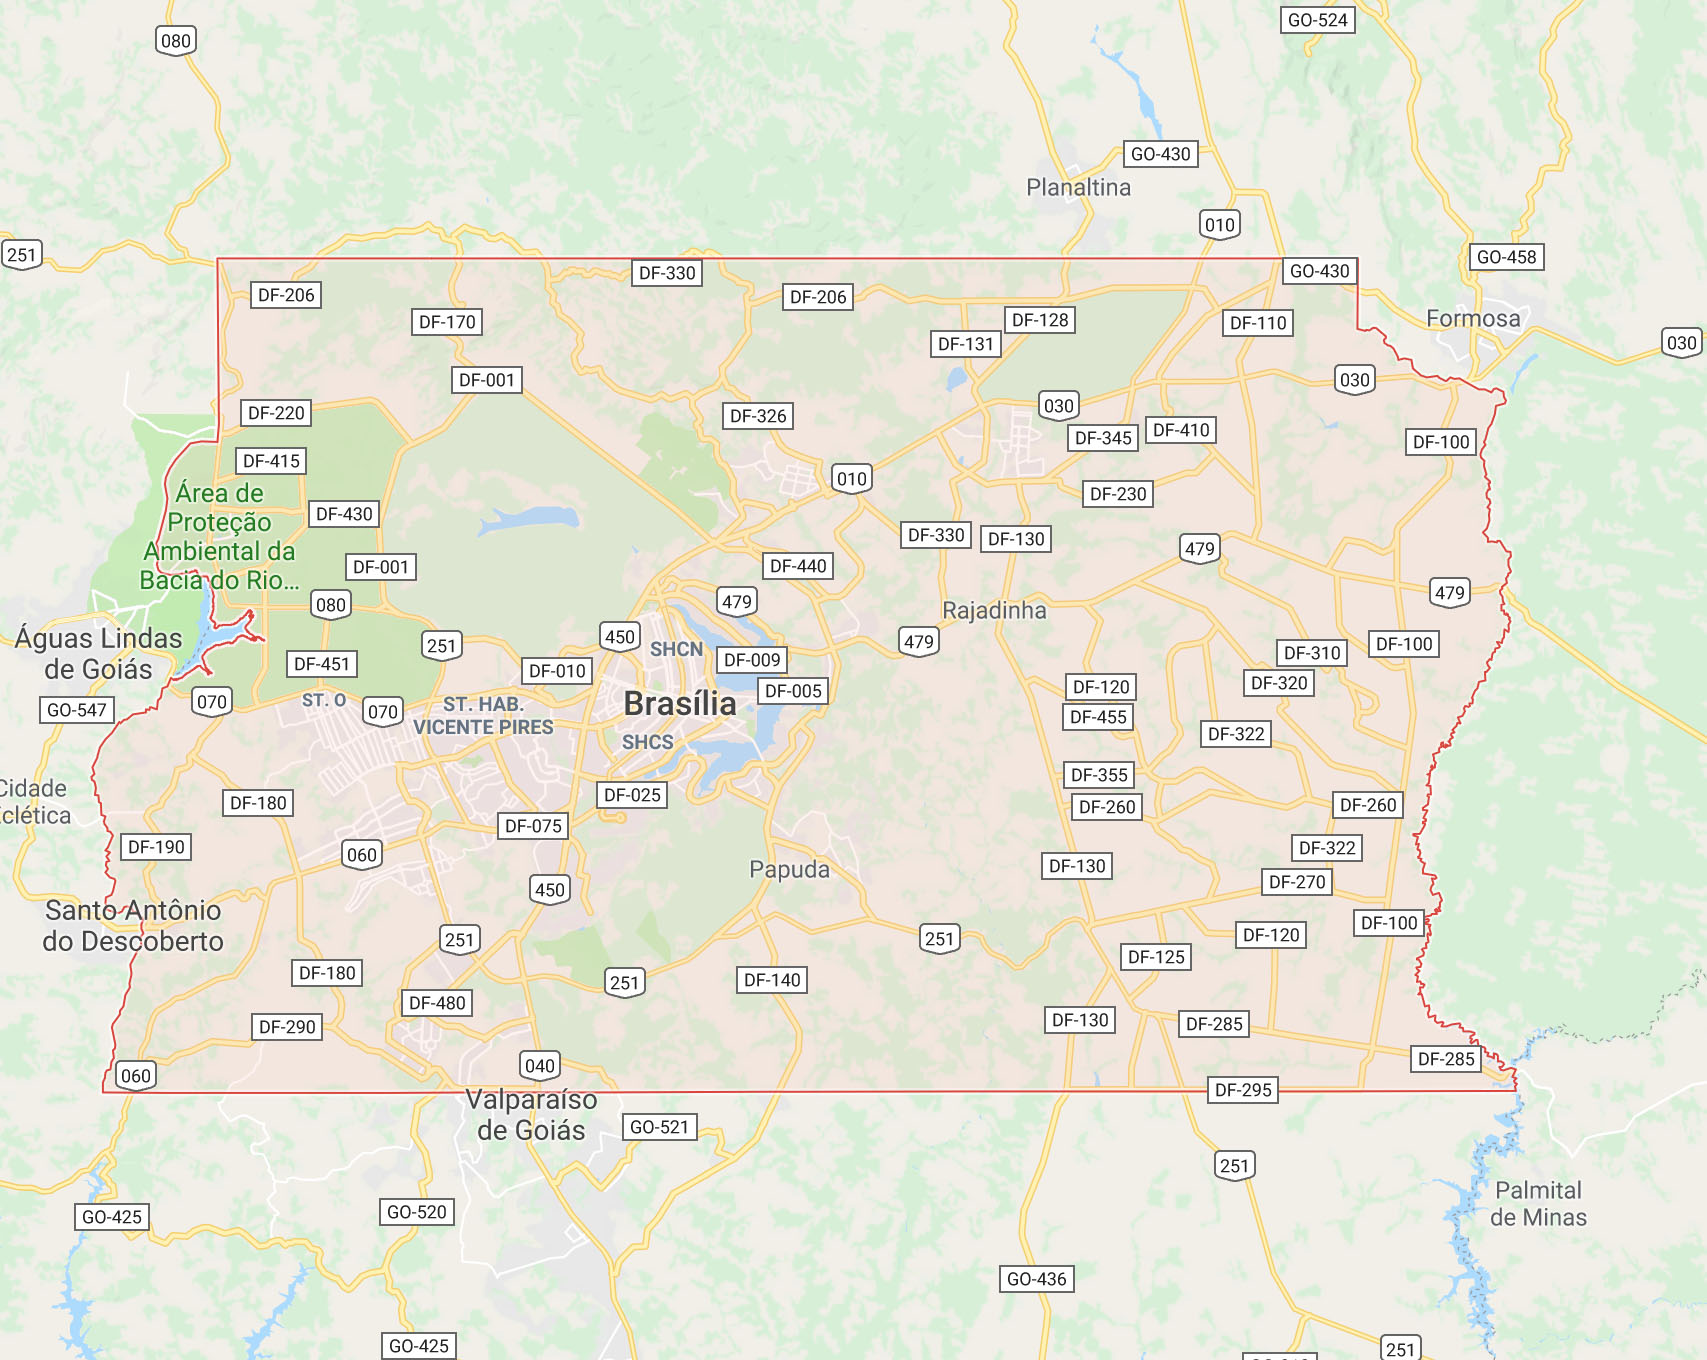 GO-524
080
GO-430
Planaltina
010
251
GO-458
GO-430
DF-330
DF-206
DF-206
DF-170
DF-128
DF-110
Formosa
DF-131
030
DF-001
030
DF-220
DF-326
030
DF-345
DF-410
DF-100
DF-415
010
Área de
Proteção
Ambiental da
Bacia do Rio...
DF-430
DF-230
DF-330
DF-130
479
DF-001
DF-440
479
080
479
Rajadinha
Águas Lindas
de Goiás
251
450
SHCN
479
DF-100
DF-310
DF-451
DF-010
DF-009
DF-320
DF-005
DF-120
GO-547
070
ST. O
070
ST. HAB.
VICENTE PIRES
Brasília
DF-455
SHCS
DF-322
DF-355
Cidade
DF-180
DF-025
DF-260
DF-260
DF-075
DF-190
060
DF-322
Papuda
DF-130
DF-270
450
Santo Antônio
do Descoberto
251
251
DF-120
DF-100
DF-125
DF-180
251
DF-140
DF-480
DF-290
DF-130
DF-285
DF-285
060
040
DF-295
Valparaíso
de Goiás
GO-521
251
Palmital
de Minas
GO-425
GO-520
GO-436
GO-425
251